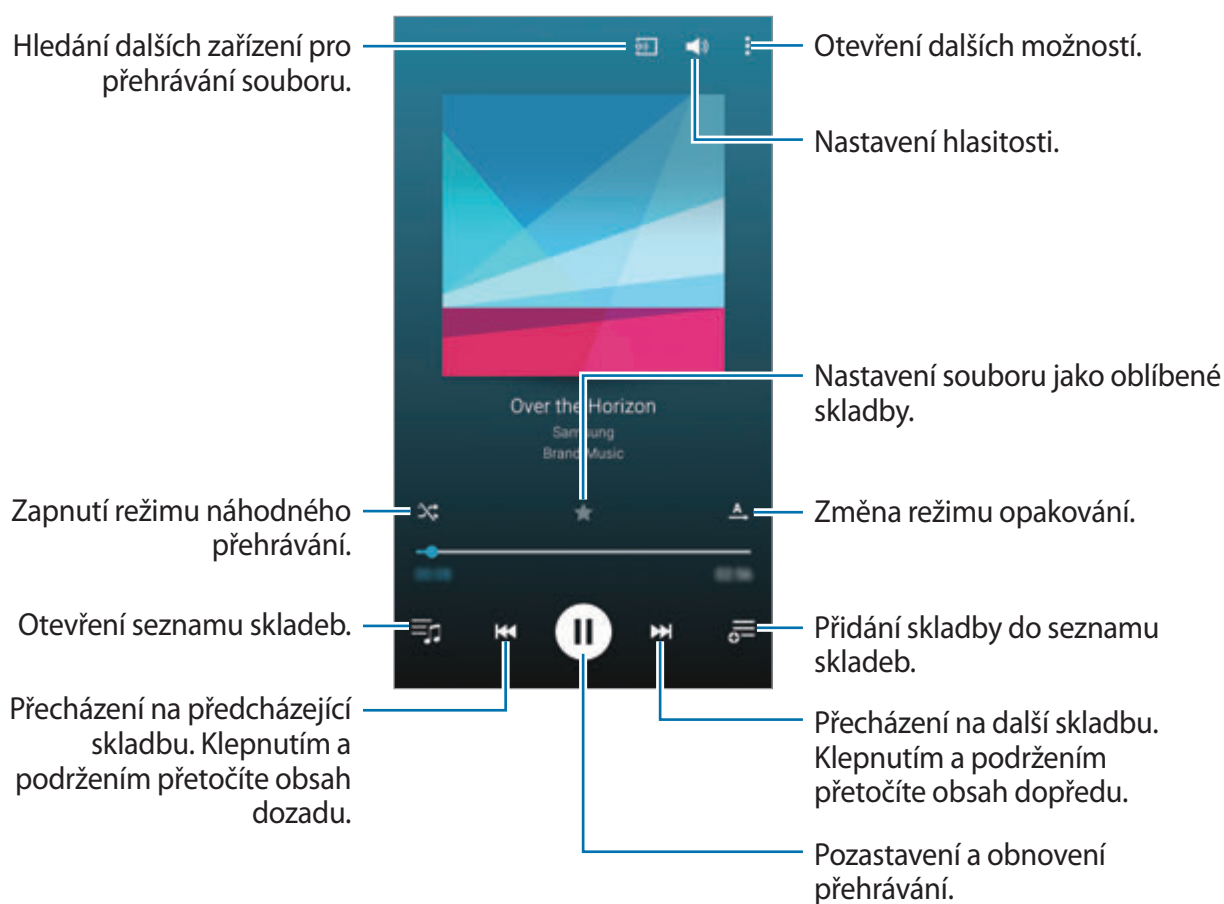 Hledání dalších zařízení pro
přehrávání souboru.
Otevření dalších možností.
Nastavení hlasitosti.
Nastavení souboru jako oblíbené
skladby.
Over the Horizon
Samsung
Brand Music
Zapnutí režimu náhodného
přehrávání.
A
Změna režimu opakování.
Otevření seznamu skladeb.
Přidání skladby do seznamu
skladeb.
Přecházení na předcházející
skladbu. Klepnutím a
podržením přetočíte obsah
dozadu.
Přecházení na další skladbu.
Klepnutím a podržením
přetočíte obsah dopředu.
Pozastavení a obnovení
přehrávání.